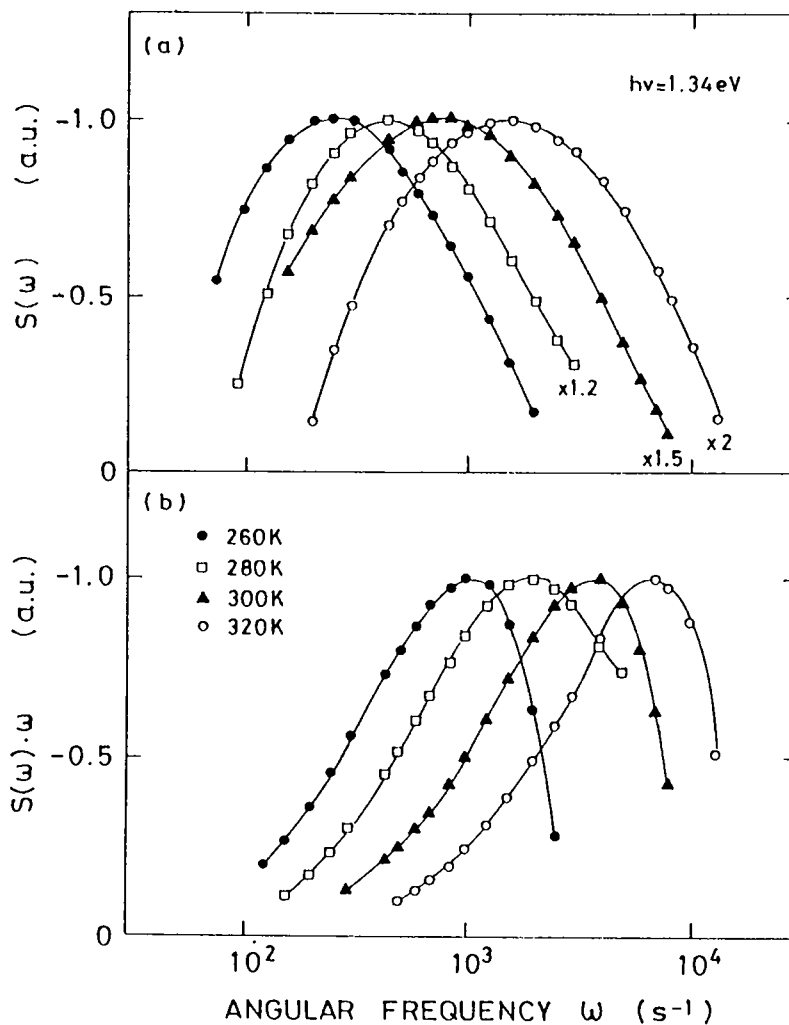 (a)
hν=1.34eV
S(ω) (a.u.)
-1.0
-0.5
0
x1.2
x1.5
x2
(b)
● 260K
□ 280K
▲ 300K
○ 320K
S(ω)·ω (a.u.)
-1.0
-0.5
0
10²
10³
10⁴
ANGULAR FREQUENCY ω (s⁻¹)